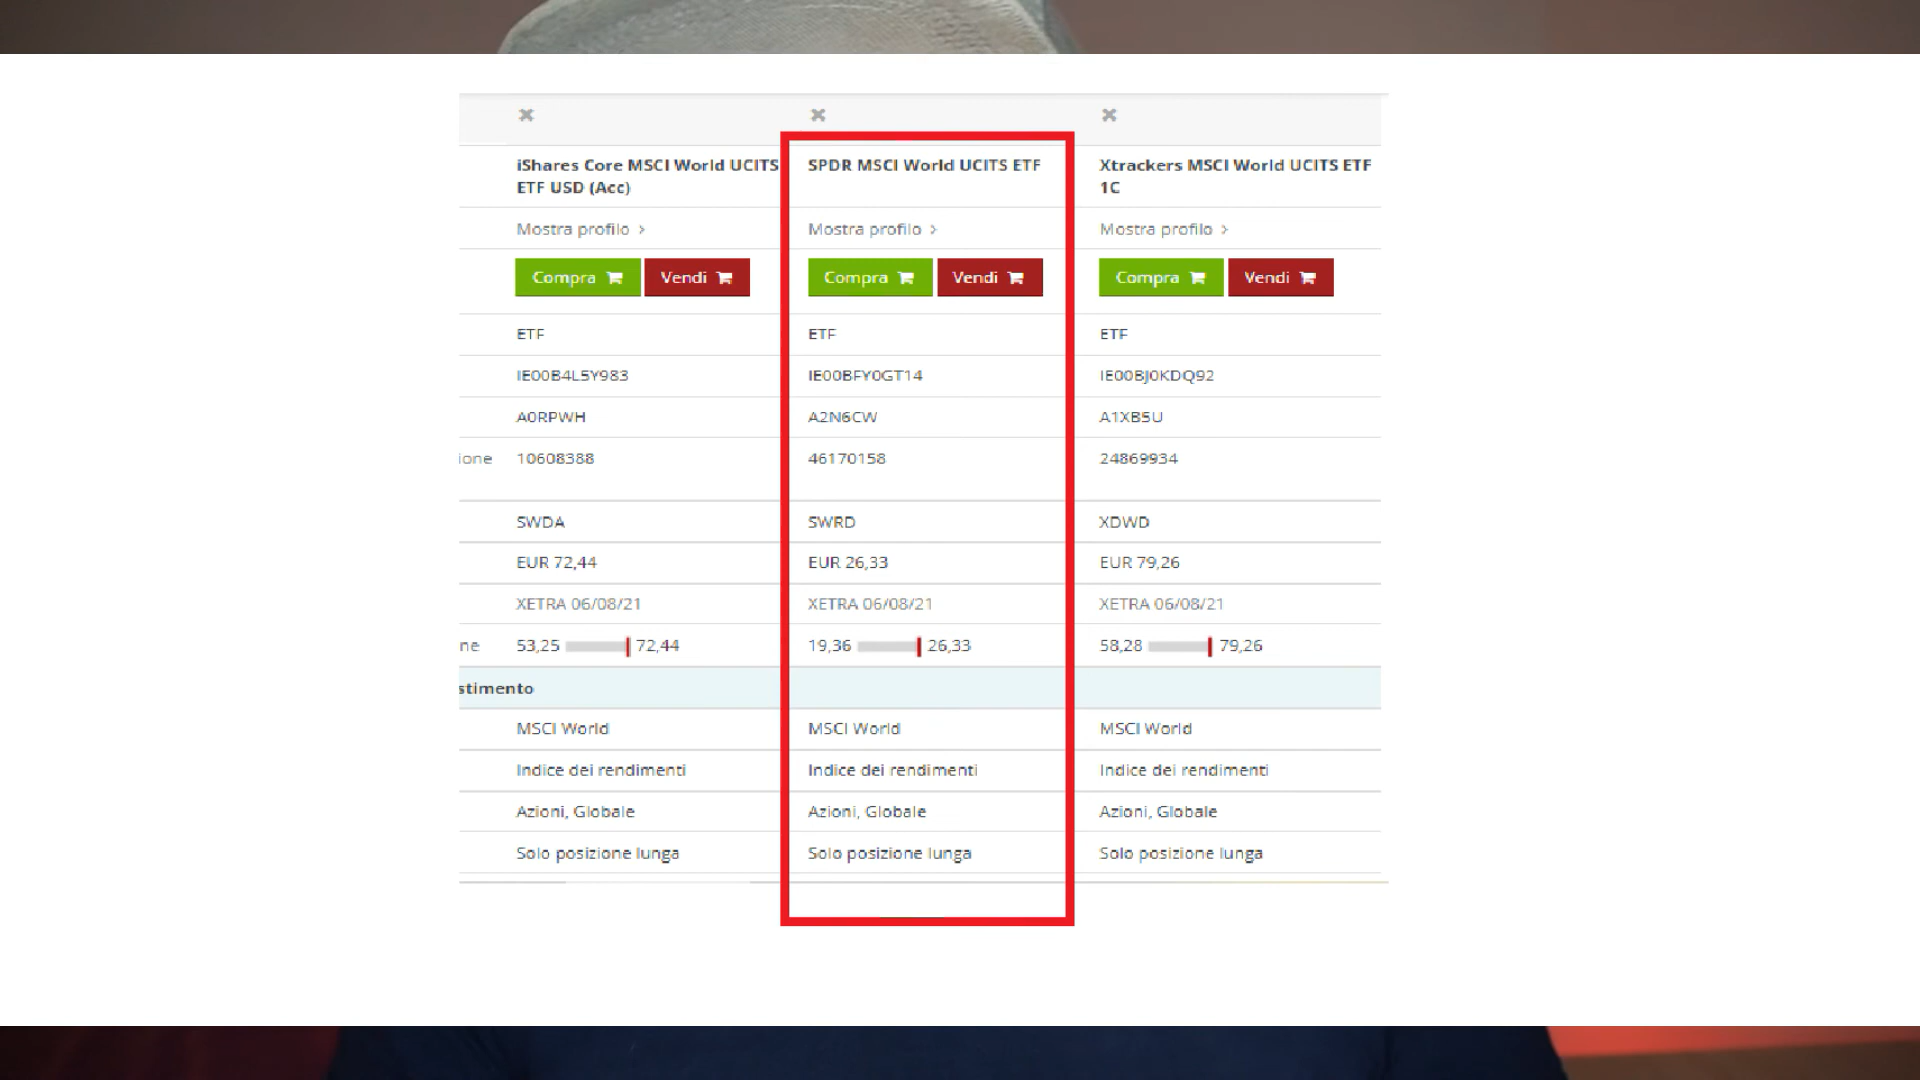 iShares Core MSCI World UCITS ETF USD (Acc)
SPDR MSCI World UCITS ETF
Xtrackers MSCI World UCITS ETF 1C
Mostra profilo > Mostra profilo > Mostra profilo >
Compra Vendi Compra Vendi Compra Vendi
ETF ETF ETF
IE00B4L5Y983 IE00BFY0GT14 IE00BJ0KDQ92
A0RPWH A2N6CW A1XB5U
ione 10608388 46170158 24869934
SWDA SWRD XDWD
EUR 72,44 EUR 26,33 EUR 79,26
XETRA 06/08/21 XETRA 06/08/21 XETRA 06/08/21
ne 53,25 72,44 19,36 26,33 58,28 79,26
stimento
MSCI World MSCI World MSCI World
Indice dei rendimenti Indice dei rendimenti Indice dei rendimenti
Azioni, Globale Azioni, Globale Azioni, Globale
Solo posizione lunga Solo posizione lunga Solo posizione lunga